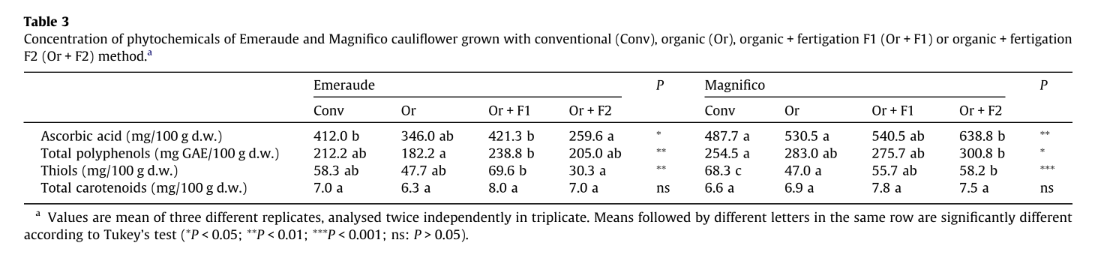 Table 3
Concentration of phytochemicals of Emeraude and Magnifico cauliflower grown with conventional (Conv), organic (Or), organic + fertigation F1 (Or + F1) or organic + fertigation
F2 (Or + F2) method.a
Emeraude P Magnifico P
Conv Or Or + F1 Or + F2 Conv Or Or + F1 Or + F2
Ascorbic acid (mg/100 g d.w.) 412.0 b 346.0 ab 421.3 b 259.6 a * 487.7 a 530.5 a 540.5 ab 638.8 b **
Total polyphenols (mg GAE/100 g d.w.) 212.2 ab 182.2 a 238.8 b 205.0 ab ** 254.5 a 283.0 ab 275.7 ab 300.8 b *
Thiols (mg/100 g d.w.) 58.3 ab 47.7 ab 69.6 b 30.3 a ** 68.3 c 47.0 a 55.7 ab 58.2 b ***
Total carotenoids (mg/100 g d.w.) 7.0 a 6.3 a 8.0 a 7.0 a ns 6.6 a 6.9 a 7.8 a 7.5 a ns
a Values are mean of three different replicates, analysed twice independently in triplicate. Means followed by different letters in the same row are significantly different
according to Tukey's test (*P < 0.05; **P < 0.01; ***P < 0.001; ns: P > 0.05).